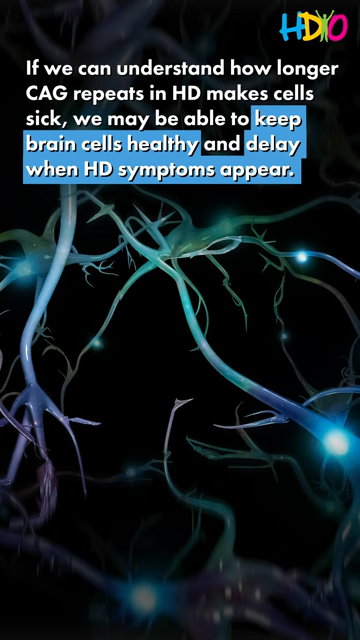 HDYO
If we can understand how longer
CAG repeats in HD makes cells
sick, we may be able to keep
brain cells healthy and delay
when HD symptoms appear.